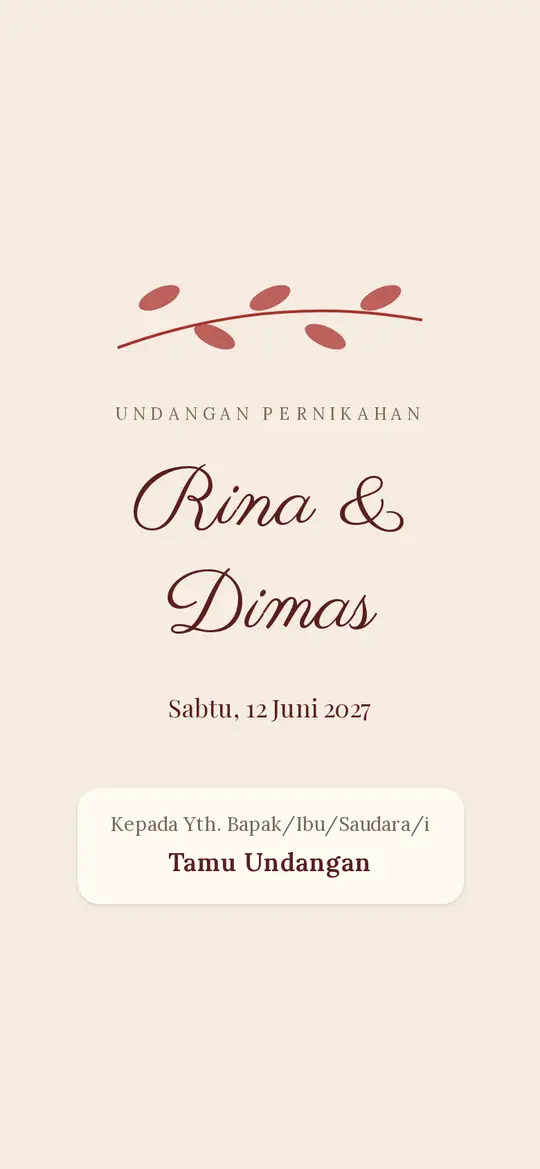 UNDANGAN PERNIKAHAN
Rina &
Dimas
Sabtu, 12 Juni 2027
Kepada Yth. Bapak/Ibu/Saudara/i
Tamu Undangan